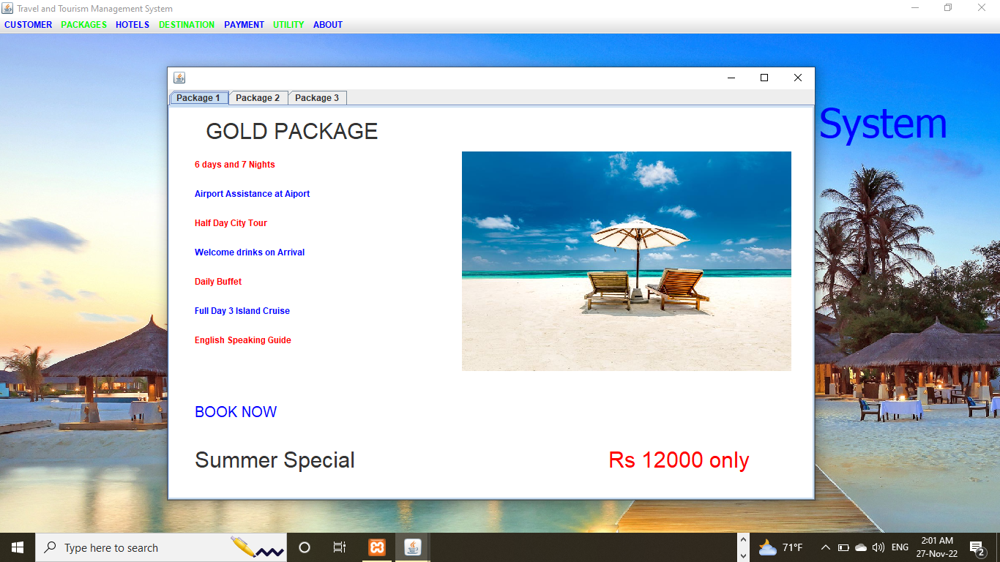 Travel and Tourism Management System
CUSTOMER PACKAGES HOTELS DESTINATION PAYMENT UTILITY ABOUT
System
Package 1 Package 2 Package 3
GOLD PACKAGE
6 days and 7 Nights
Airport Assistance at Aiport
Half Day City Tour
Welcome drinks on Arrival
Daily Buffet
Full Day 3 Island Cruise
English Speaking Guide
BOOK NOW
Summer Special Rs 12000 only
Type here to search
71°F
ENG
2:01 AM
27-Nov-22
2